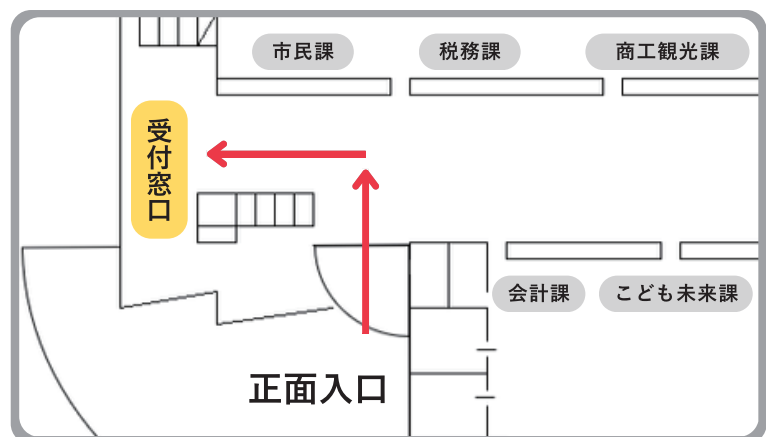 市民課
税務課
商工観光課
受付窓口
会計課
こども未来課
正面入口